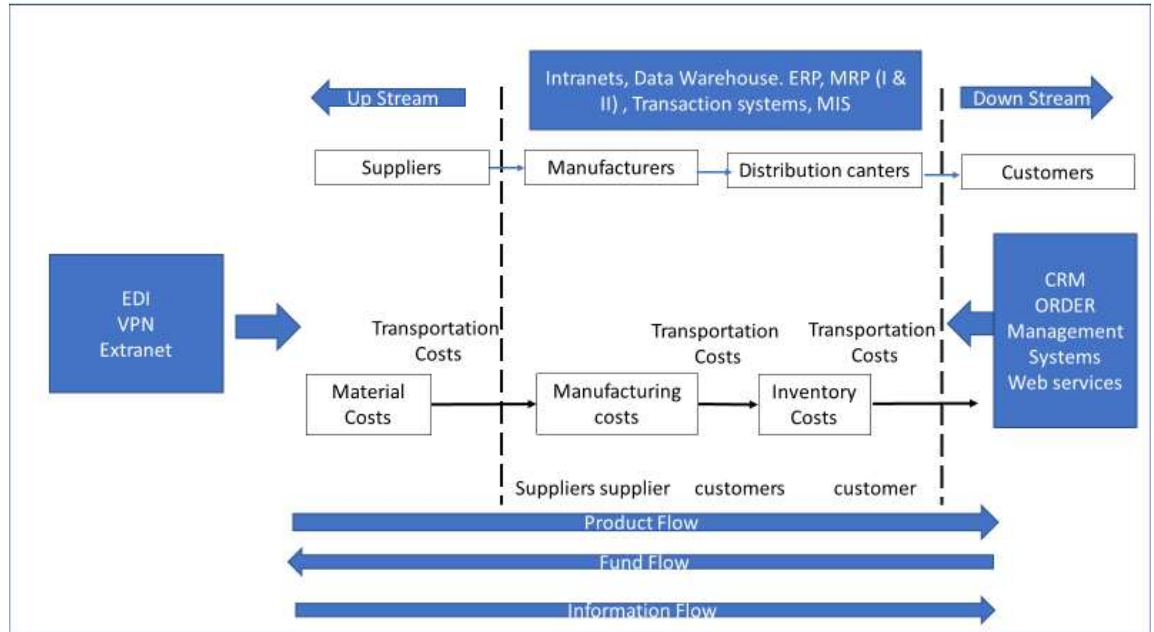 Intranets, Data Warehouse. ERP, MRP (I &
II) , Transaction systems, MIS
Up Stream
Down Stream
Suppliers
Manufacturers
Distribution canters
Customers
EDI
VPN
Extranet
CRM
ORDER
Management
Systems
Web services
Transportation
Costs
Transportation
Costs
Transportation
Costs
Material
Costs
Manufacturing
costs
Inventory
Costs
Suppliers supplier customers customer
Product Flow
Fund Flow
Information Flow